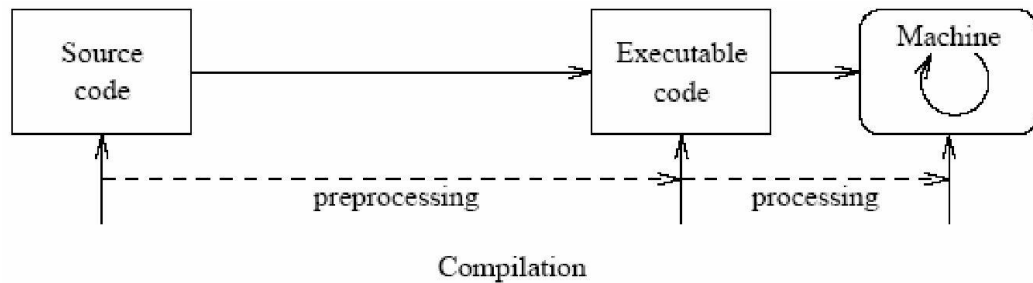 Source
code
Executable
code
Machine
preprocessing
processing
Compilation